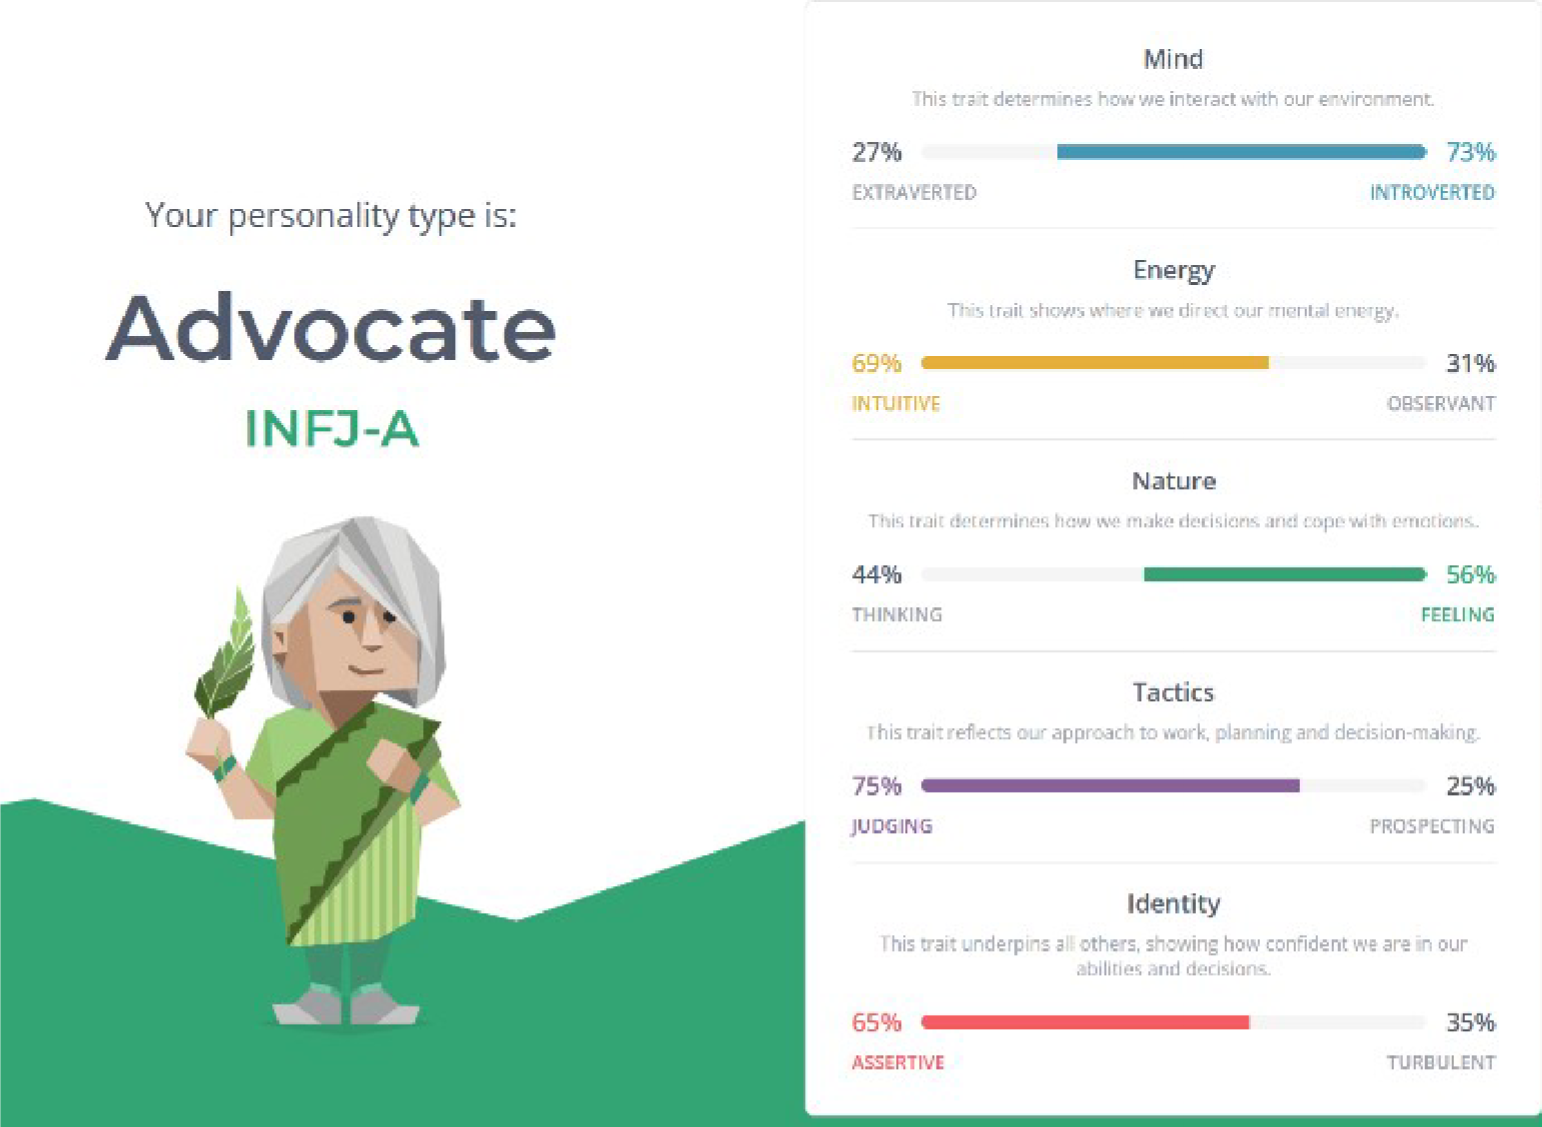 Your personality type is:
Advocate
INFJ-A
Mind
This trait determines how we interact with our environment.
27% 73%
EXTRAVERTED INTROVERTED
Energy
This trait shows where we direct our mental energy.
69% 31%
INTUITIVE OBSERVANT
Nature
This trait determines how we make decisions and cope with emotions.
44% 56%
THINKING FEELING
Tactics
This trait reflects our approach to work, planning and decision-making.
75% 25%
JUDGING PROSPECTING
Identity
This trait underpins all others, showing how confident we are in our
abilities and decisions.
65% 35%
ASSERTIVE TURBULENT